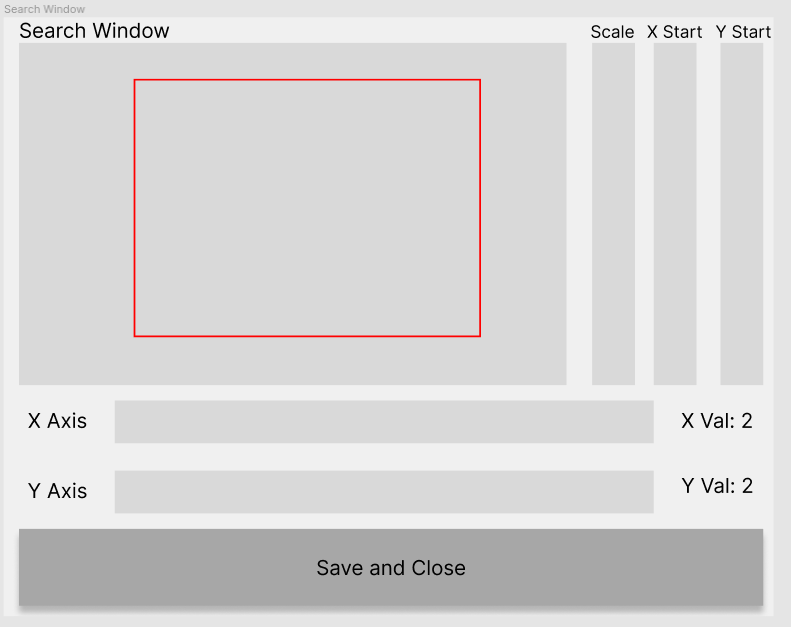 Search Window
Search Window
Scale X Start Y Start
X Axis
X Val: 2
Y Axis
Y Val: 2
Save and Close